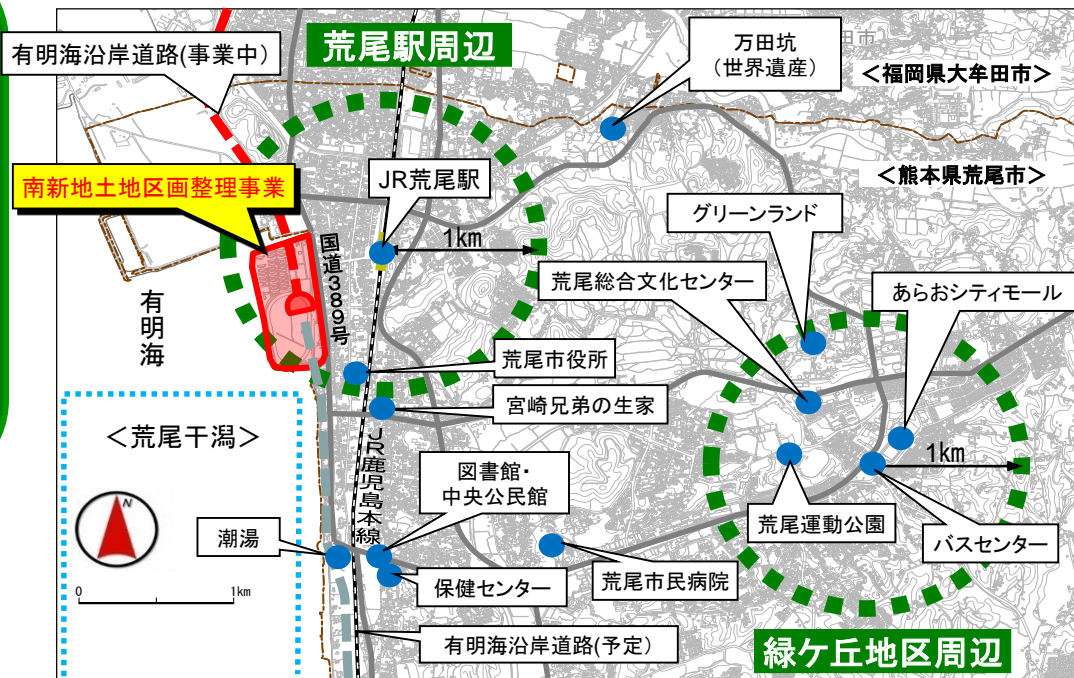 荒尾駅周辺
有明海沿岸道路(事業中)
万田坑
(世界遺産)
<福岡県大牟田市>
<熊本県荒尾市>
南新地土地区画整理事業
JR荒尾駅
1km
グリーンランド
国道389号
荒尾総合文化センター
あらおシティモール
有明海
荒尾市役所
宮崎兄弟の生家
<荒尾干潟>
JR鹿児島本線
図書館・
中央公民館
1km
潮湯
荒尾運動公園
バスセンター
保健センター
荒尾市民病院
0
1km
有明海沿岸道路(予定)
緑ケ丘地区周辺